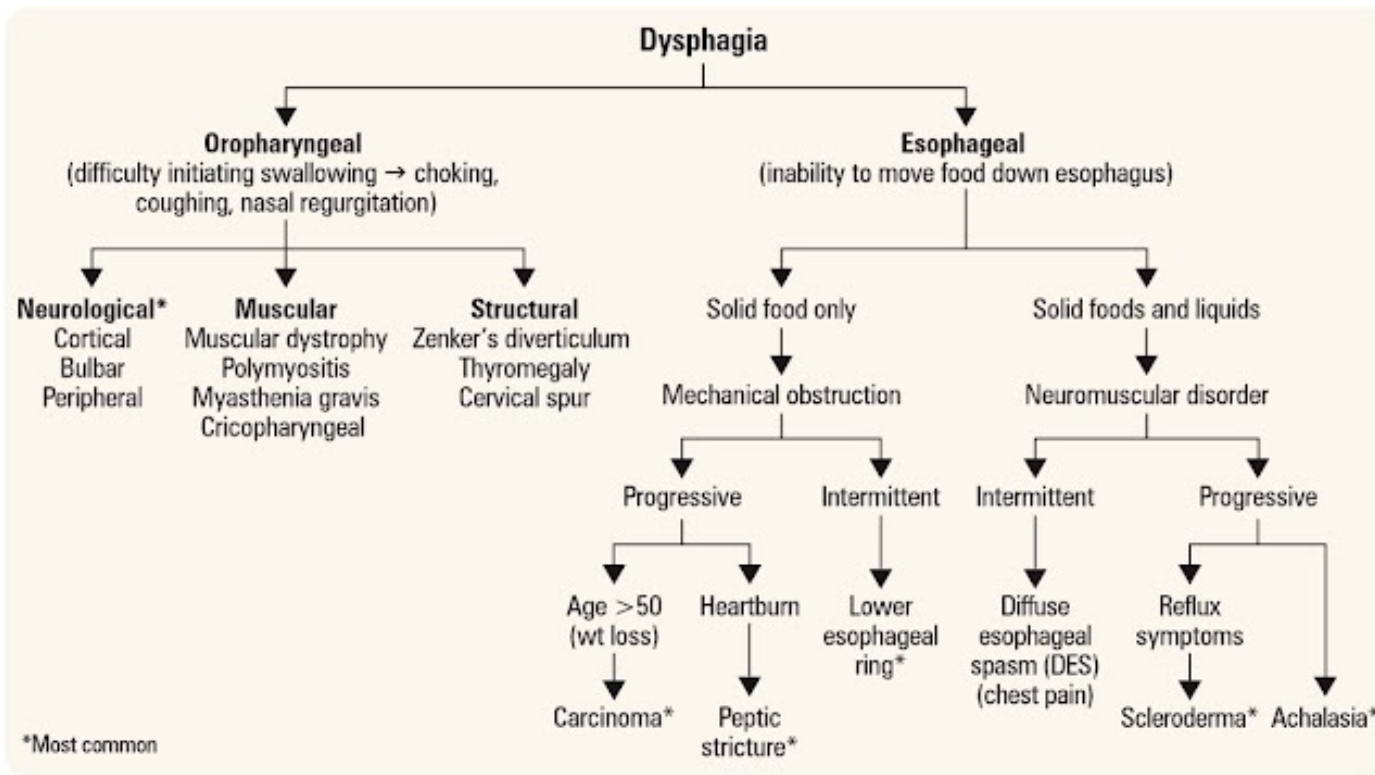 Dysphagia
Oropharyngeal
(difficulty initiating swallowing → choking,
coughing, nasal regurgitation)
Esophageal
(inability to move food down esophagus)
Neurological*
Cortical
Bulbar
Peripheral
Muscular
Muscular dystrophy
Polymyositis
Myasthenia gravis
Cricopharyngeal
Structural
Zenker's diverticulum
Thyromegaly
Cervical spur
Solid food only
Solid foods and liquids
Mechanical obstruction
Neuromuscular disorder
Progressive
Intermittent
Intermittent
Progressive
Age >50
(wt loss)
Heartburn
Lower
esophageal
ring*
Diffuse
esophageal
spasm (DES)
(chest pain)
Reflux
symptoms
Carcinoma*
Peptic
stricture*
Scleroderma*
Achalasia*
*Most common